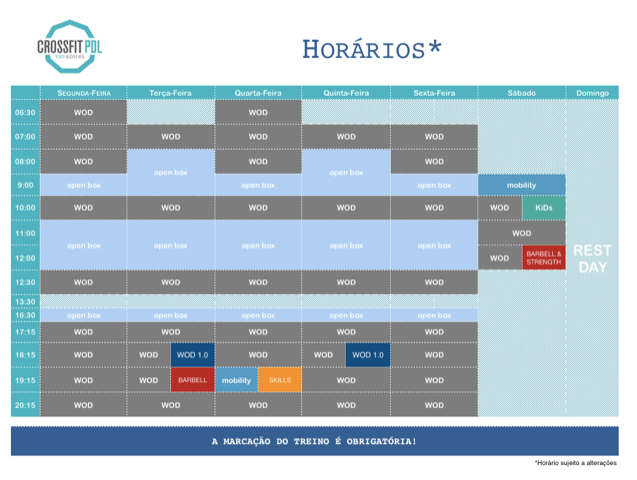 CROSSFIT PDL
HORÁRIOS*
SEGUNDA-FEIRA Terça-Feira Quarta-Feira Quinta-Feira Sexta-Feira Sábado Domingo
06:30 WOD WOD
07:00 WOD WOD WOD WOD WOD
08:00 WOD WOD WOD
open box open box
9:00 open box open box open box mobility
10:00 WOD WOD WOD WOD WOD WOD KiDs
11:00 WOD
open box open box open box open box open box
REST DAY
12:00 WOD BARBELL & STRENGTH
12:30 WOD WOD WOD WOD WOD
13:30
16:30 open box open box open box open box open box
17:15 WOD WOD WOD WOD WOD
18:15 WOD WOD WOD 1.0 WOD WOD WOD 1.0 WOD
19:15 WOD WOD BARBELL mobility SKILLS WOD WOD
20:15 WOD WOD WOD WOD WOD
A MARCAÇÃO DO TREINO É OBRIGATÓRIA!
*Horário sujeito a alterações